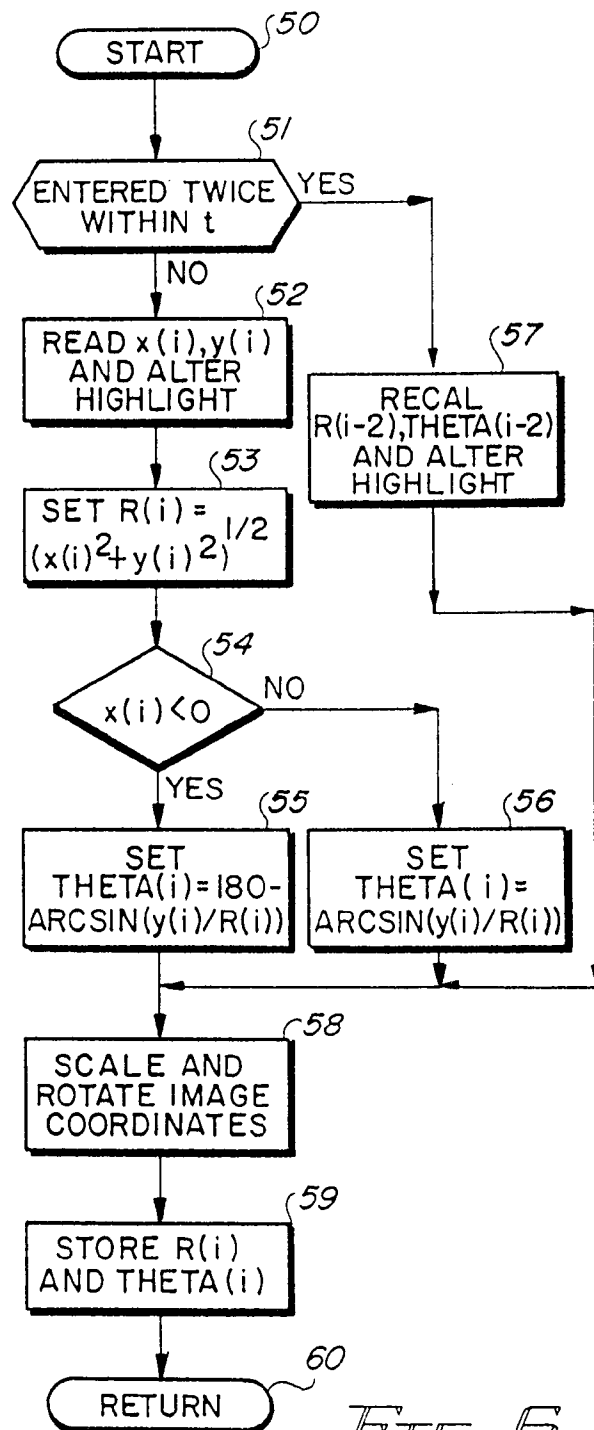 50
START
51
ENTERED TWICE
WITHIN t
YES
NO
52
READ x(i),y(i)
AND ALTER
HIGHLIGHT
57
RECAL
R(i-2),THETA(i-2)
AND ALTER
HIGHLIGHT
53
SET R(i)=
(x(i)²+y(i)²)^1/2
54
x(i)<0
NO
YES
55
SET
THETA(i)=180-
ARCSIN(y(i)/R(i))
56
SET
THETA(i)=
ARCSIN(y(i)/R(i))
58
SCALE AND
ROTATE IMAGE
COORDINATES
59
STORE R(i)
AND THETA(i)
60
RETURN